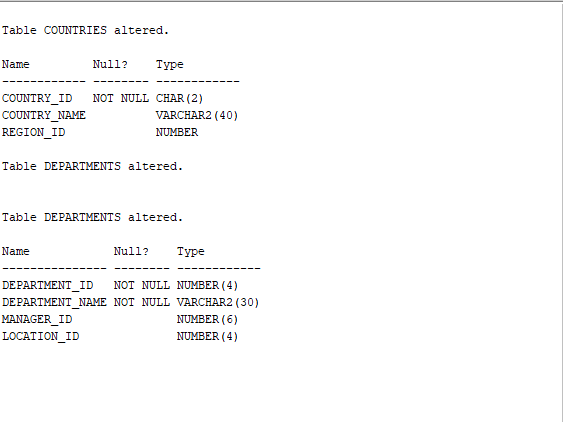 Table COUNTRIES altered.
Name         Null?    Type
------------ -------- ------------
COUNTRY_ID   NOT NULL CHAR(2)
COUNTRY_NAME          VARCHAR2(40)
REGION_ID             NUMBER
Table DEPARTMENTS altered.
Table DEPARTMENTS altered.
Name            Null?    Type
--------------- -------- ------------
DEPARTMENT_ID   NOT NULL NUMBER(4)
DEPARTMENT_NAME NOT NULL VARCHAR2(30)
MANAGER_ID               NUMBER(6)
LOCATION_ID              NUMBER(4)